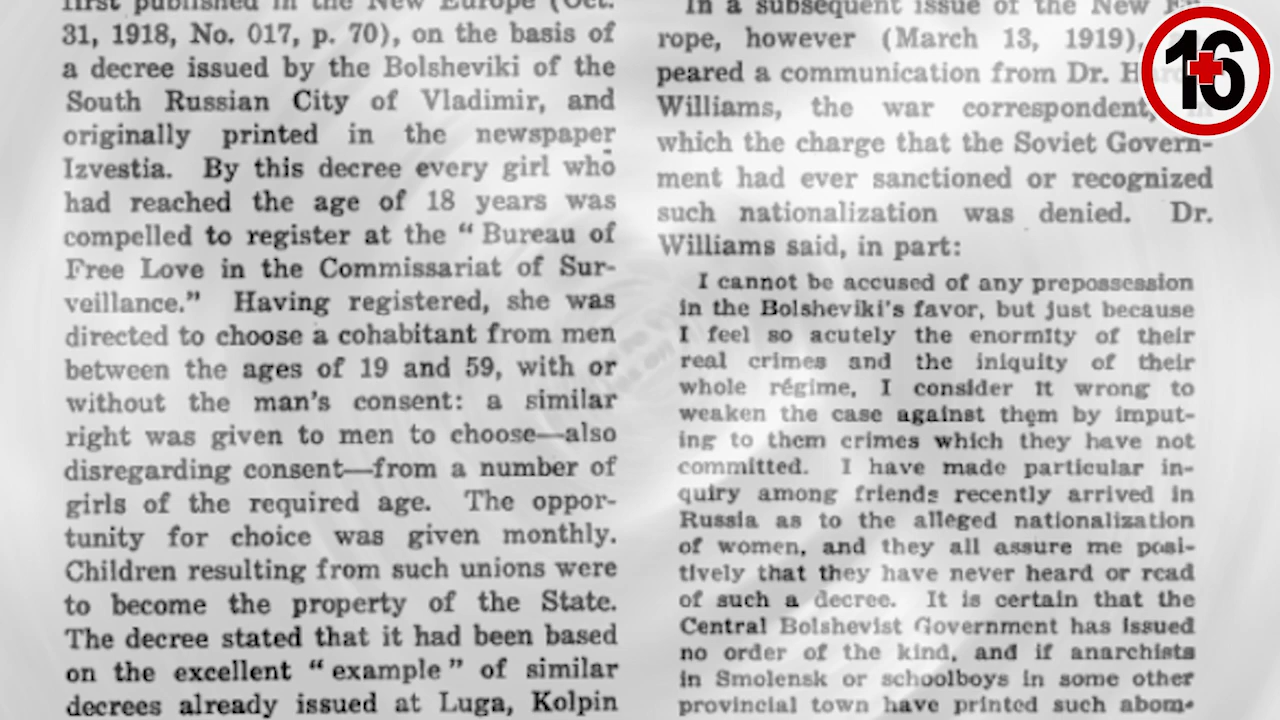 first published in the New Europe (Oct.
31, 1918, No. 017, p. 70), on the basis of
a decree issued by the Bolsheviki of the
South Russian City of Vladimir, and
originally printed in the newspaper
Izvestia. By this decree every girl who
had reached the age of 18 years was
compelled to register at the “ Bureau of
Free Love in the Commissariat of Sur-
veillance.” Having registered, she was
directed to choose a cohabitant from men
between the ages of 19 and 59, with or
without the man's consent: a similar
right was given to men to choose—also
disregarding consent—from a number of
girls of the required age. The oppor-
tunity for choice was given monthly.
Children resulting from such unions were
to become the property of the State.
The decree stated that it had been based
on the excellent “ example ” of similar
decrees already issued at Luga, Kolpin
In a subsequent issue of the New Eu-
rope, however (March 13, 1919),
peared a communication from Dr.
Williams, the war correspondent,
which the charge that the Soviet Govern-
ment had ever sanctioned or recognized
such nationalization was denied. Dr.
Williams said, in part:
I cannot be accused of any prepossession
in the Bolsheviki's favor, but just because
I feel so acutely the enormity of their
real crimes and the iniquity of their
whole régime, I consider it wrong to
weaken the case against them by imput-
ing to them crimes which they have not
committed. I have made particular in-
quiry among friends recently arrived in
Russia as to the alleged nationalization
of women, and they all assure me posi-
tively that they have never heard or read
of such a decree. It is certain that the
Central Bolshevist Government has issued
no order of the kind, and if anarchists
in Smolensk or schoolboys in some other
provincial town have printed such abom-
16+